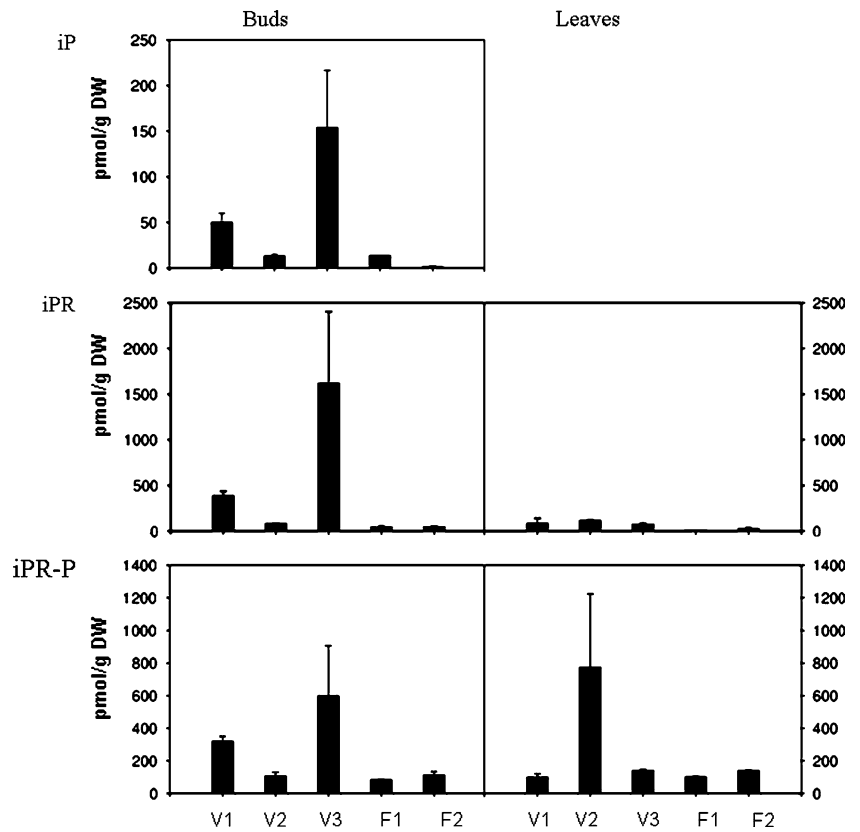 Buds Leaves
iP
pmol/g DW
250
200
150
100
50
0
iPR
pmol/g DW
2500 2500
2000 2000
1500 1500
1000 1000
500 500
0 0
iPR-P
pmol/g DW
1400 1400
1200 1200
1000 1000
800 800
600 600
400 400
200 200
0 0
V1 V2 V3 F1 F2 V1 V2 V3 F1 F2